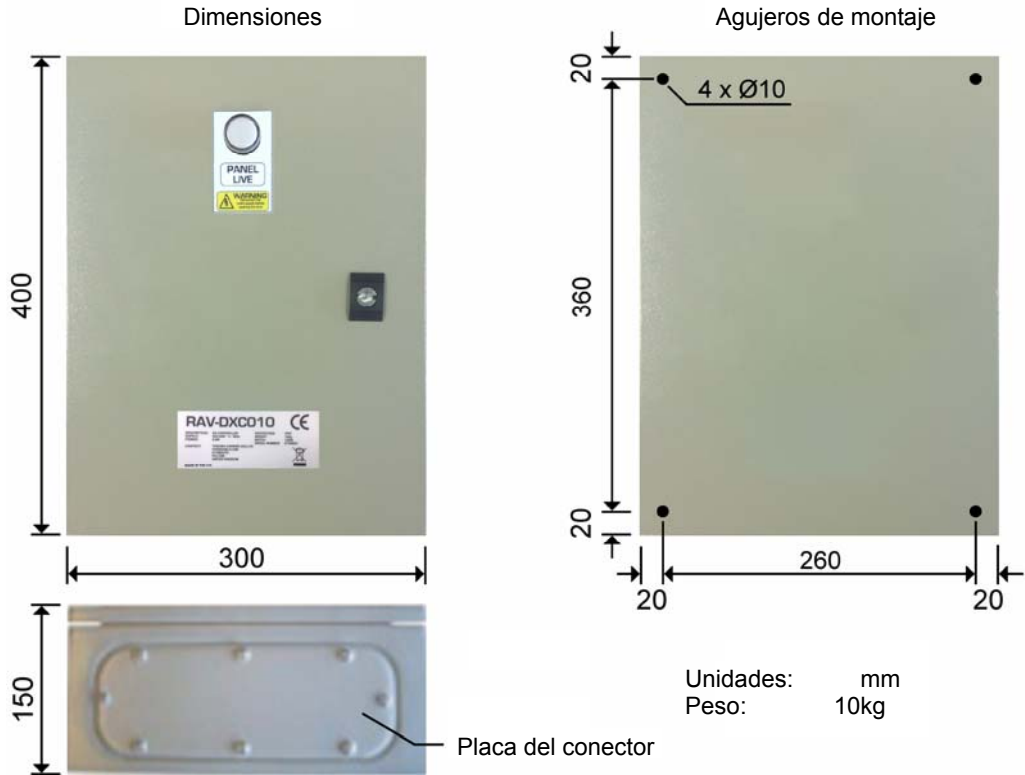 Dimensiones
Agujeros de montaje
400
PANEL
LIVE
WARNING
RAV-DXC010 CE
300
20
4 x Ø10
360
20
260
20
20
150
Placa del conector
Unidades: mm
Peso: 10kg